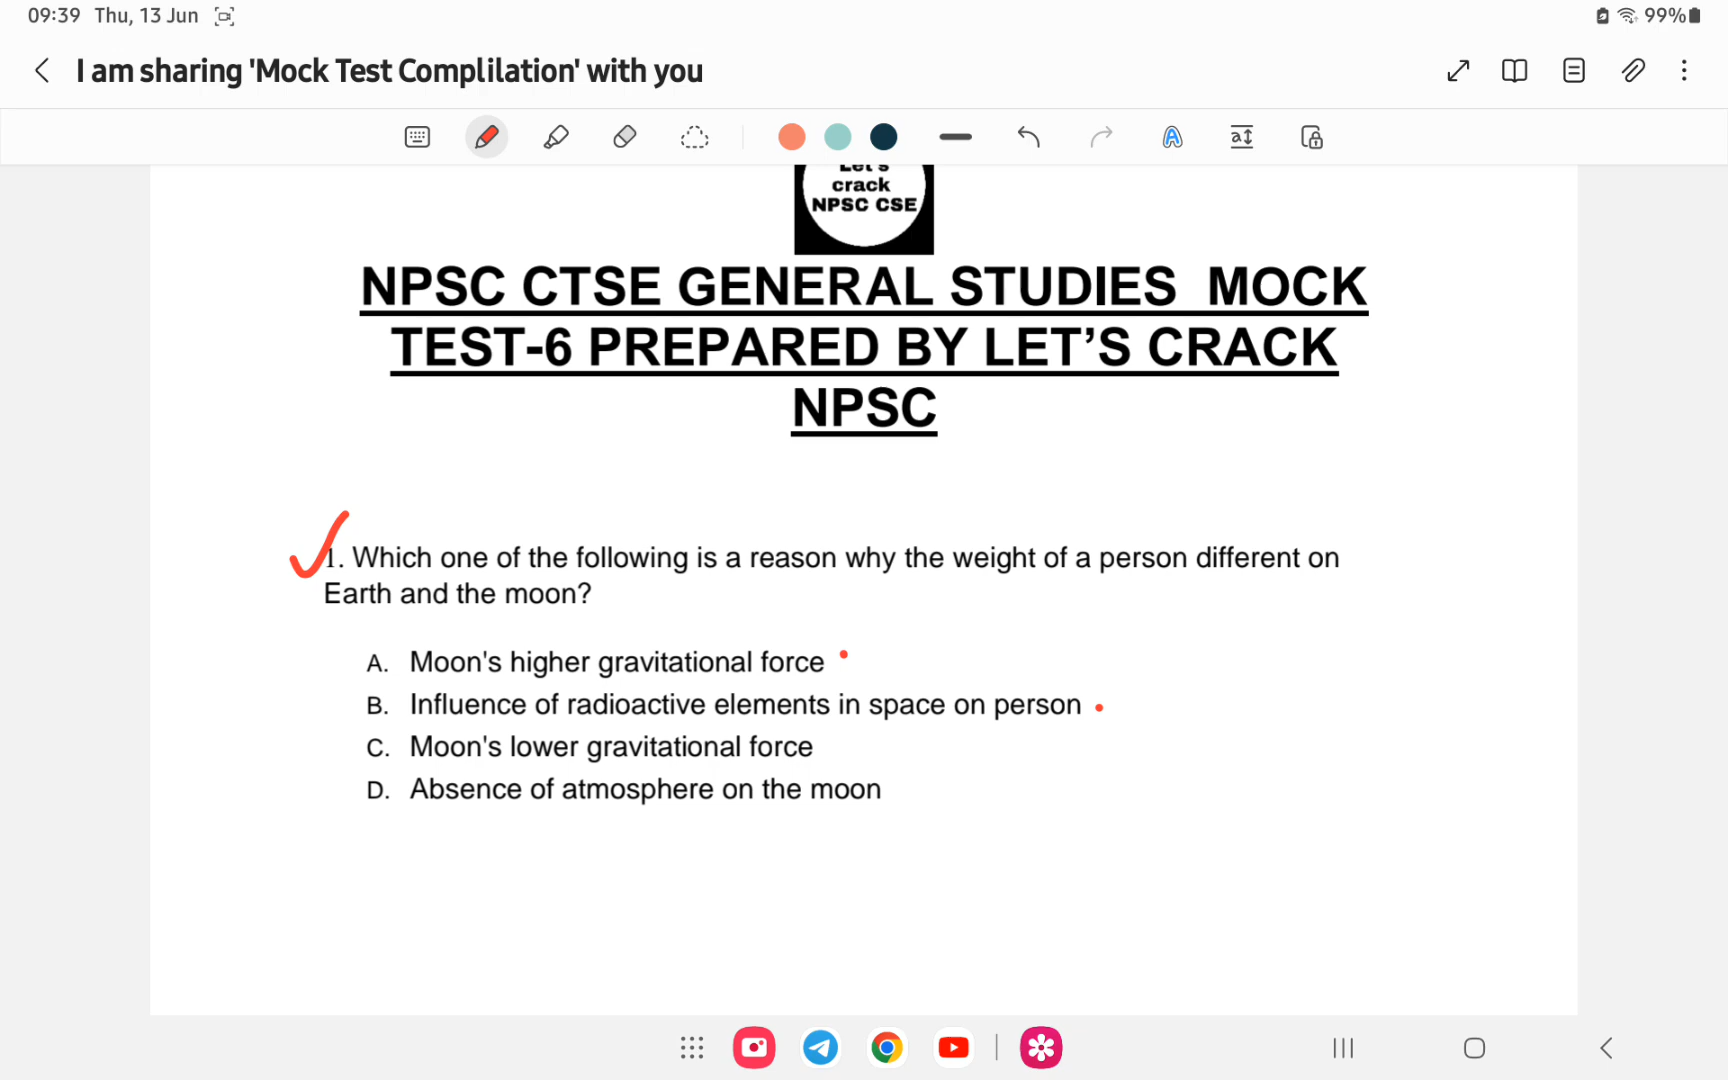 09:39 Thu, 13 Jun
99%
I am sharing 'Mock Test Complilation' with you
A
a
Let's
crack
NPSC CSE
NPSC CTSE GENERAL STUDIES MOCK
TEST-6 PREPARED BY LET'S CRACK
NPSC
1. Which one of the following is a reason why the weight of a person different on
Earth and the moon?
A. Moon's higher gravitational force
B. Influence of radioactive elements in space on person
C. Moon's lower gravitational force
D. Absence of atmosphere on the moon